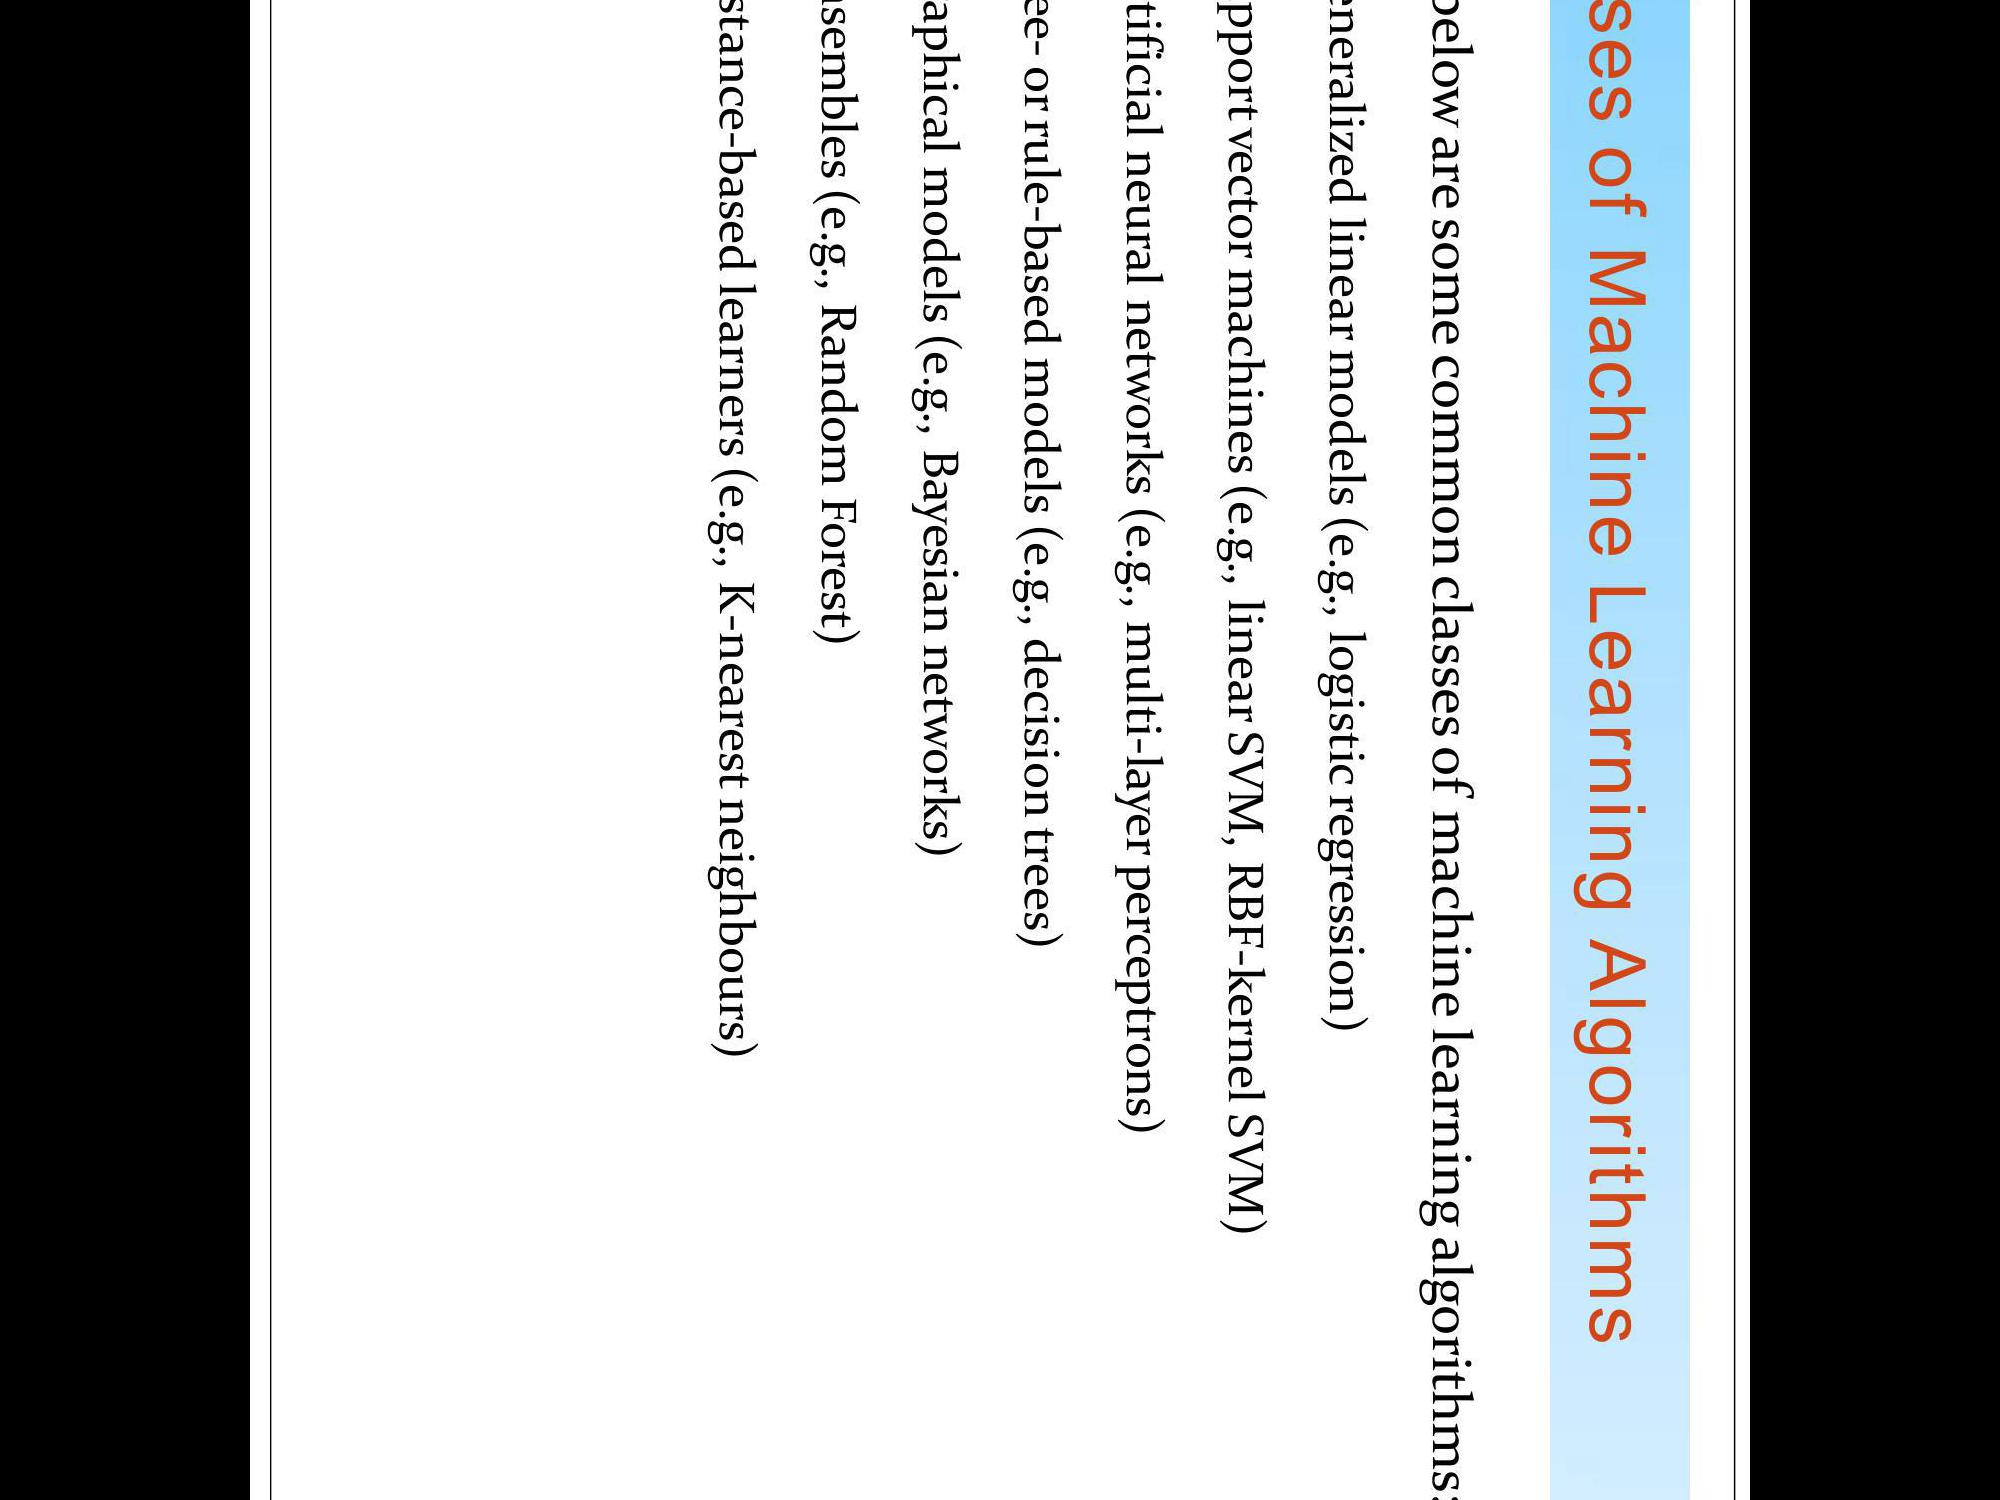 ses of Machine Learning Algorithms
below are some common classes of machine learning algorithms:
eneralized linear models (e.g., logistic regression)
pport vector machines (e.g., linear SVM, RBF-kernel SVM)
tificial neural networks (e.g., multi-layer perceptrons)
ee- or rule-based models (e.g., decision trees)
aphical models (e.g., Bayesian networks)
sembles (e.g., Random Forest)
stance-based learners (e.g., K-nearest neighbours)